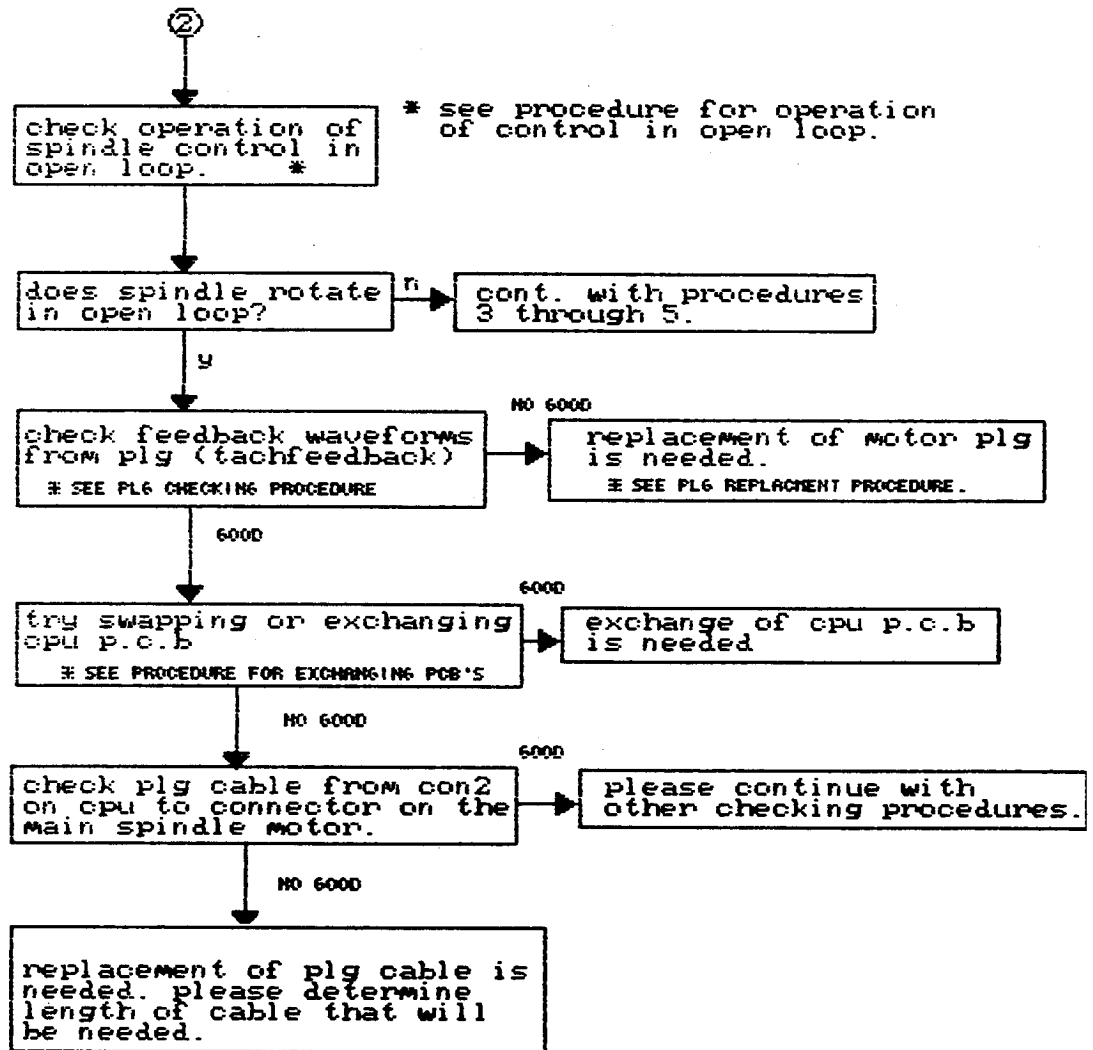 2
check operation of
spindle control in
open loop. *
* see procedure for operation
of control in open loop.
does spindle rotate
in open loop?
n
cont. with procedures
3 through 5.
y
check feedback waveforms
from plg (tachfeedback)
* SEE PLG CHECKING PROCEDURE
NO GOOD
replacement of motor plg
is needed.
* SEE PLG REPLACMENT PROCEDURE.
GOOD
try swapping or exchanging
cpu p.c.b
* SEE PROCEDURE FOR EXCHANGING PCB'S
GOOD
exchange of cpu p.c.b
is needed
NO GOOD
check plg cable from con2
on cpu to connector on the
main spindle motor.
GOOD
please continue with
other checking procedures.
NO GOOD
replacement of plg cable is
needed. please determine
length of cable that will
be needed.